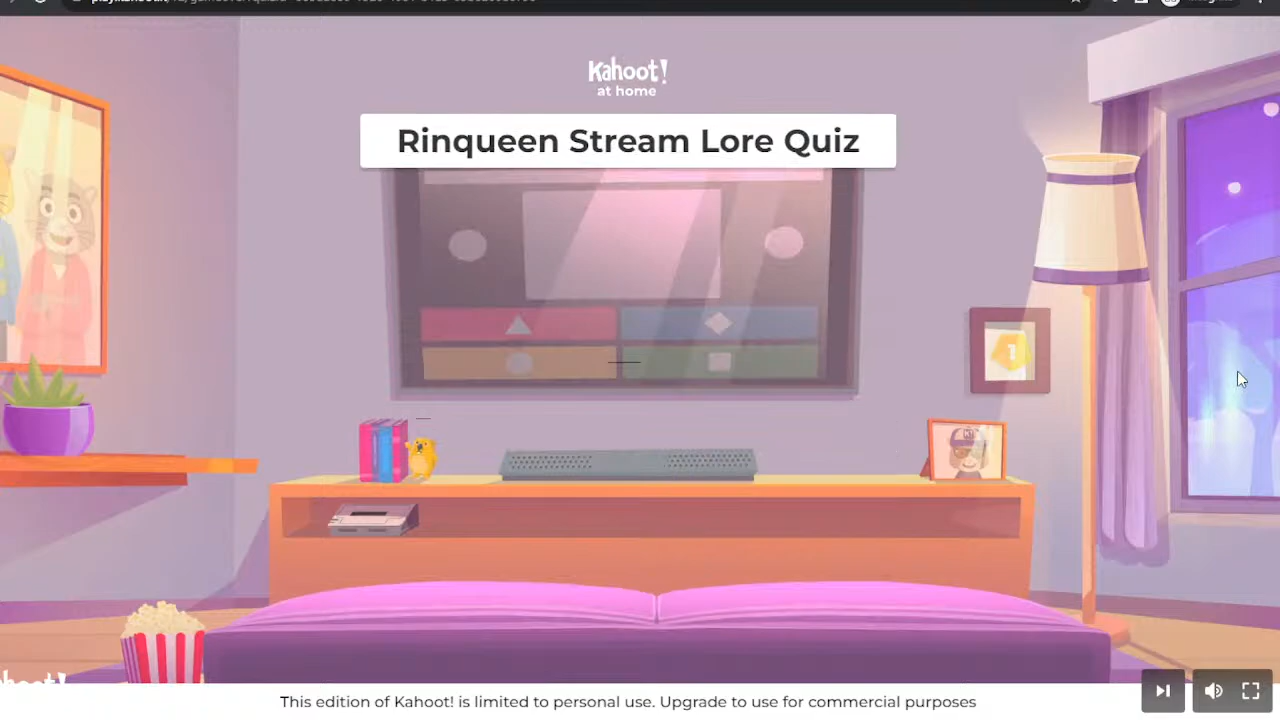 Kahoot!
at home
Rinqueen Stream Lore Quiz
1
This edition of Kahoot! is limited to personal use. Upgrade to use for commercial purposes